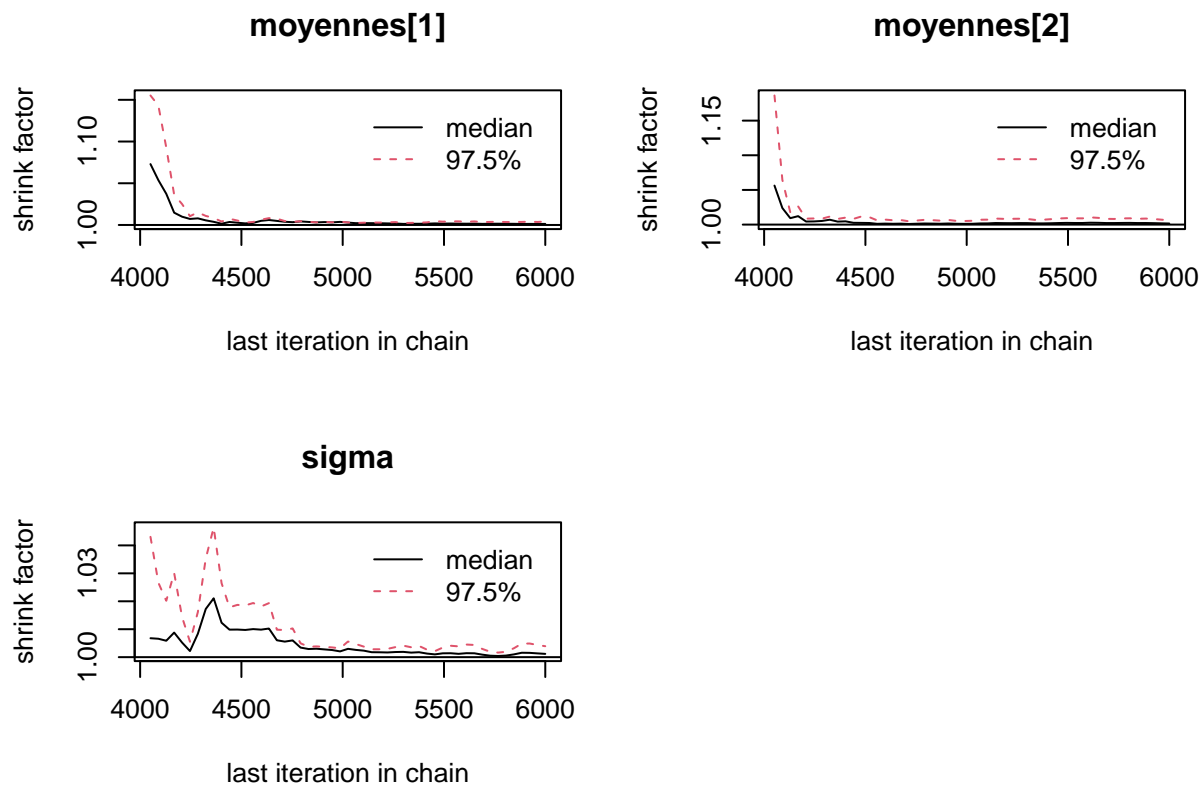 moyennes[1]
shrink factor
1.00
1.10
median
97.5%
4000 4500 5000 5500 6000
last iteration in chain
moyennes[2]
shrink factor
1.00
1.15
median
97.5%
4000 4500 5000 5500 6000
last iteration in chain
sigma
shrink factor
1.00
1.03
median
97.5%
4000 4500 5000 5500 6000
last iteration in chain